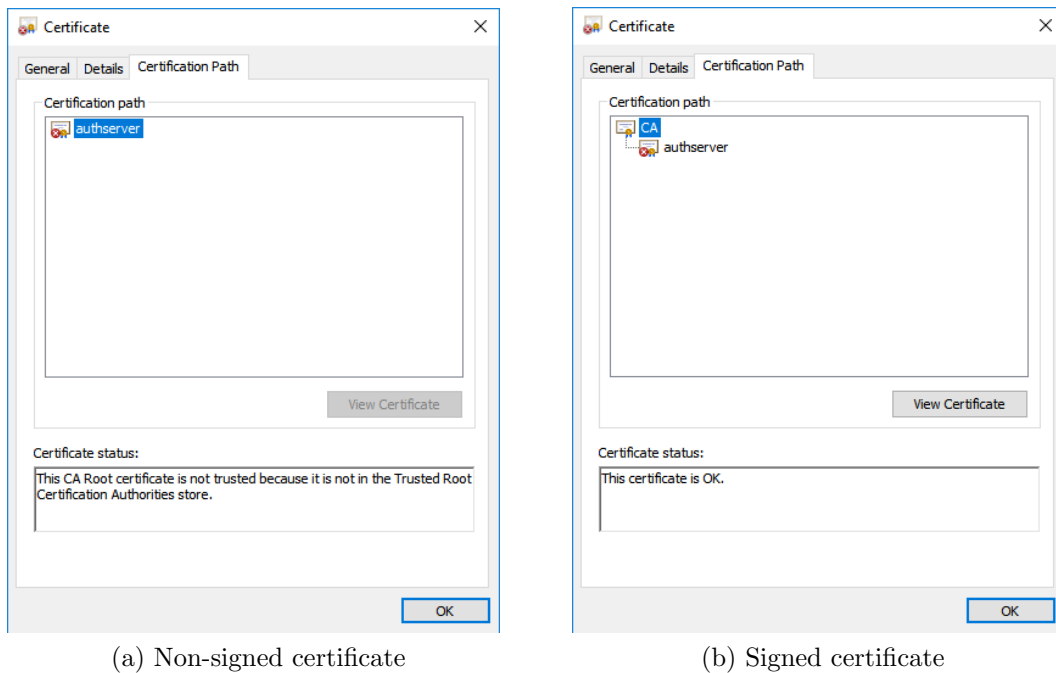 Certificate
General Details Certification Path
Certification path
authserver
View Certificate
Certificate status:
This CA Root certificate is not trusted because it is not in the Trusted Root
Certification Authorities store.
OK
(a) Non-signed certificate
Certificate
General Details Certification Path
Certification path
CA
authserver
View Certificate
Certificate status:
This certificate is OK.
OK
(b) Signed certificate